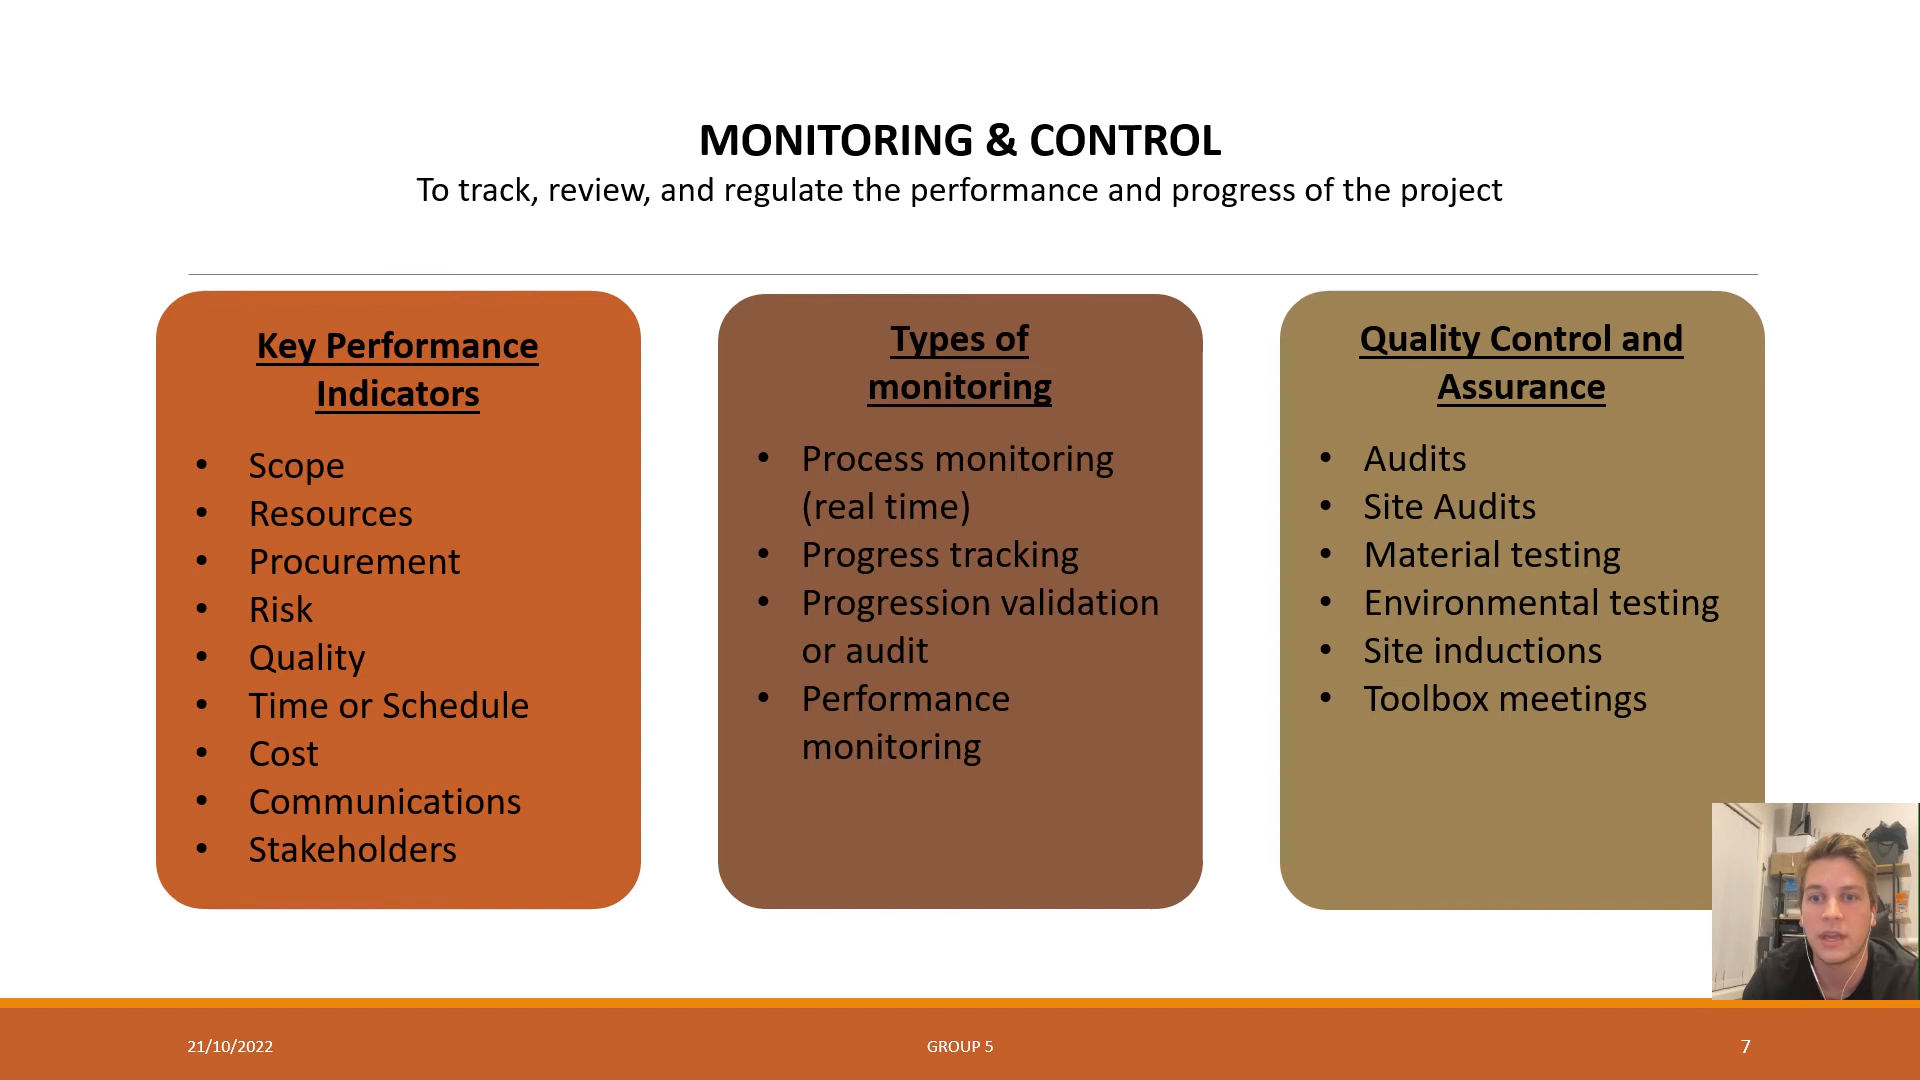 MONITORING & CONTROL
To track, review, and regulate the performance and progress of the project
Key Performance
Indicators
• Scope
• Resources
• Procurement
• Risk
• Quality
• Time or Schedule
• Cost
• Communications
• Stakeholders
Types of
monitoring
• Process monitoring
(real time)
• Progress tracking
• Progression validation
or audit
• Performance
monitoring
Quality Control and
Assurance
• Audits
• Site Audits
• Material testing
• Environmental testing
• Site inductions
• Toolbox meetings
21/10/2022
GROUP 5
7